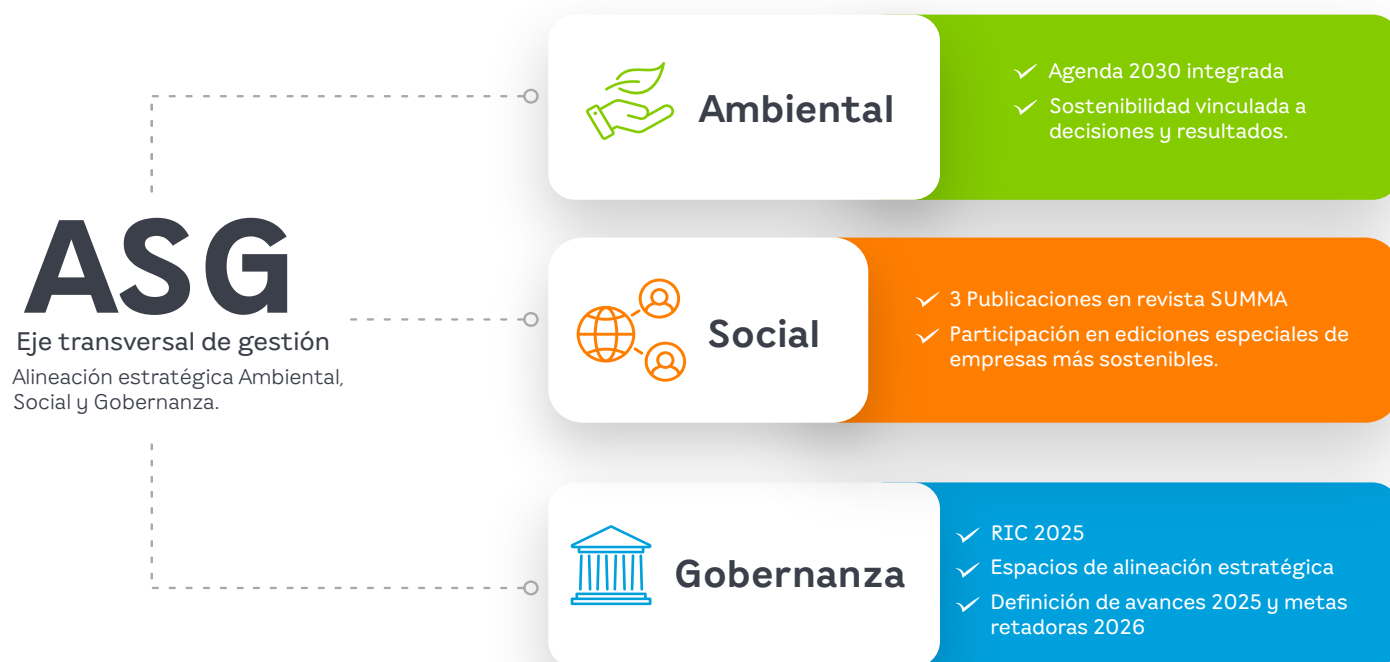 ASG
Eje transversal de gestión
Alineación estratégica Ambiental,
Social y Gobernanza.
Ambiental
Agenda 2030 integrada
Sostenibilidad vinculada a
decisiones y resultados.
Social
3 Publicaciones en revista SUMMA
Participación en ediciones especiales de
empresas más sostenibles.
Gobernanza
RIC 2025
Espacios de alineación estratégica
Definición de avances 2025 y metas
retadoras 2026